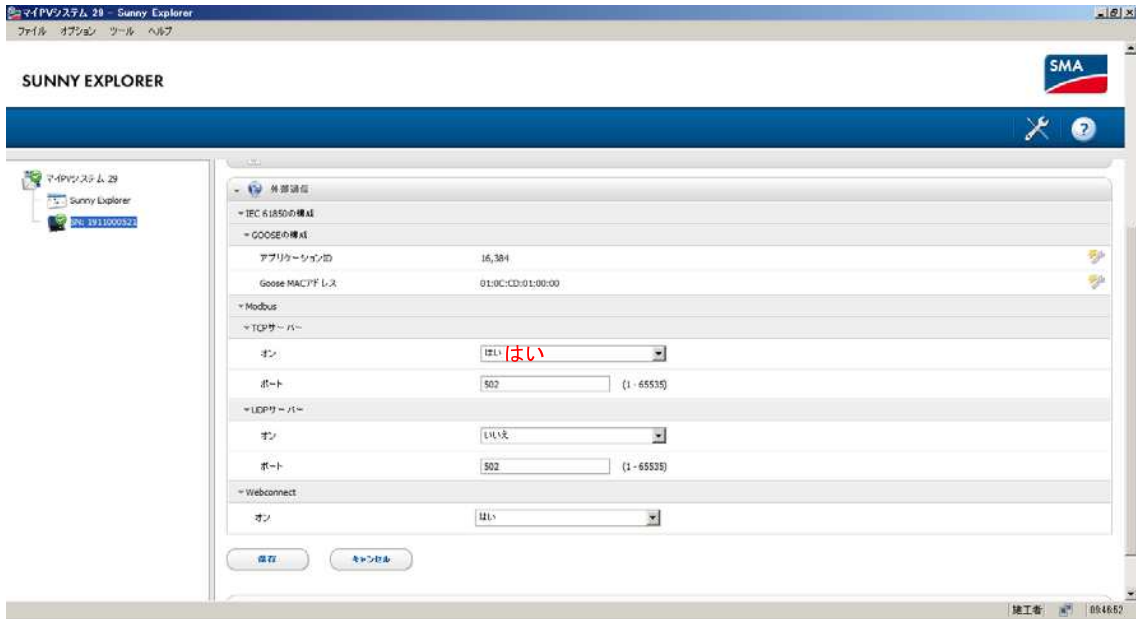 マイPVシステム 29 - Sunny Explorer
ファイル オプション ツール ヘルプ
SUNNY EXPLORER
SMA
マイPVシステム 29
Sunny Explorer
SN: 1911000521
外部通信
IEC 61850の構成
GOOSEの構成
アプリケーションID 16,384
Goose MACアドレス 01:0C:CD:01:00:00
Modbus
TCPサーバー
オン はい はい
ポート 502 (1 - 65535)
UDPサーバー
オン いいえ
ポート 502 (1 - 65535)
Webconnect
オン はい
保存 キャンセル
施工者 09:46:52